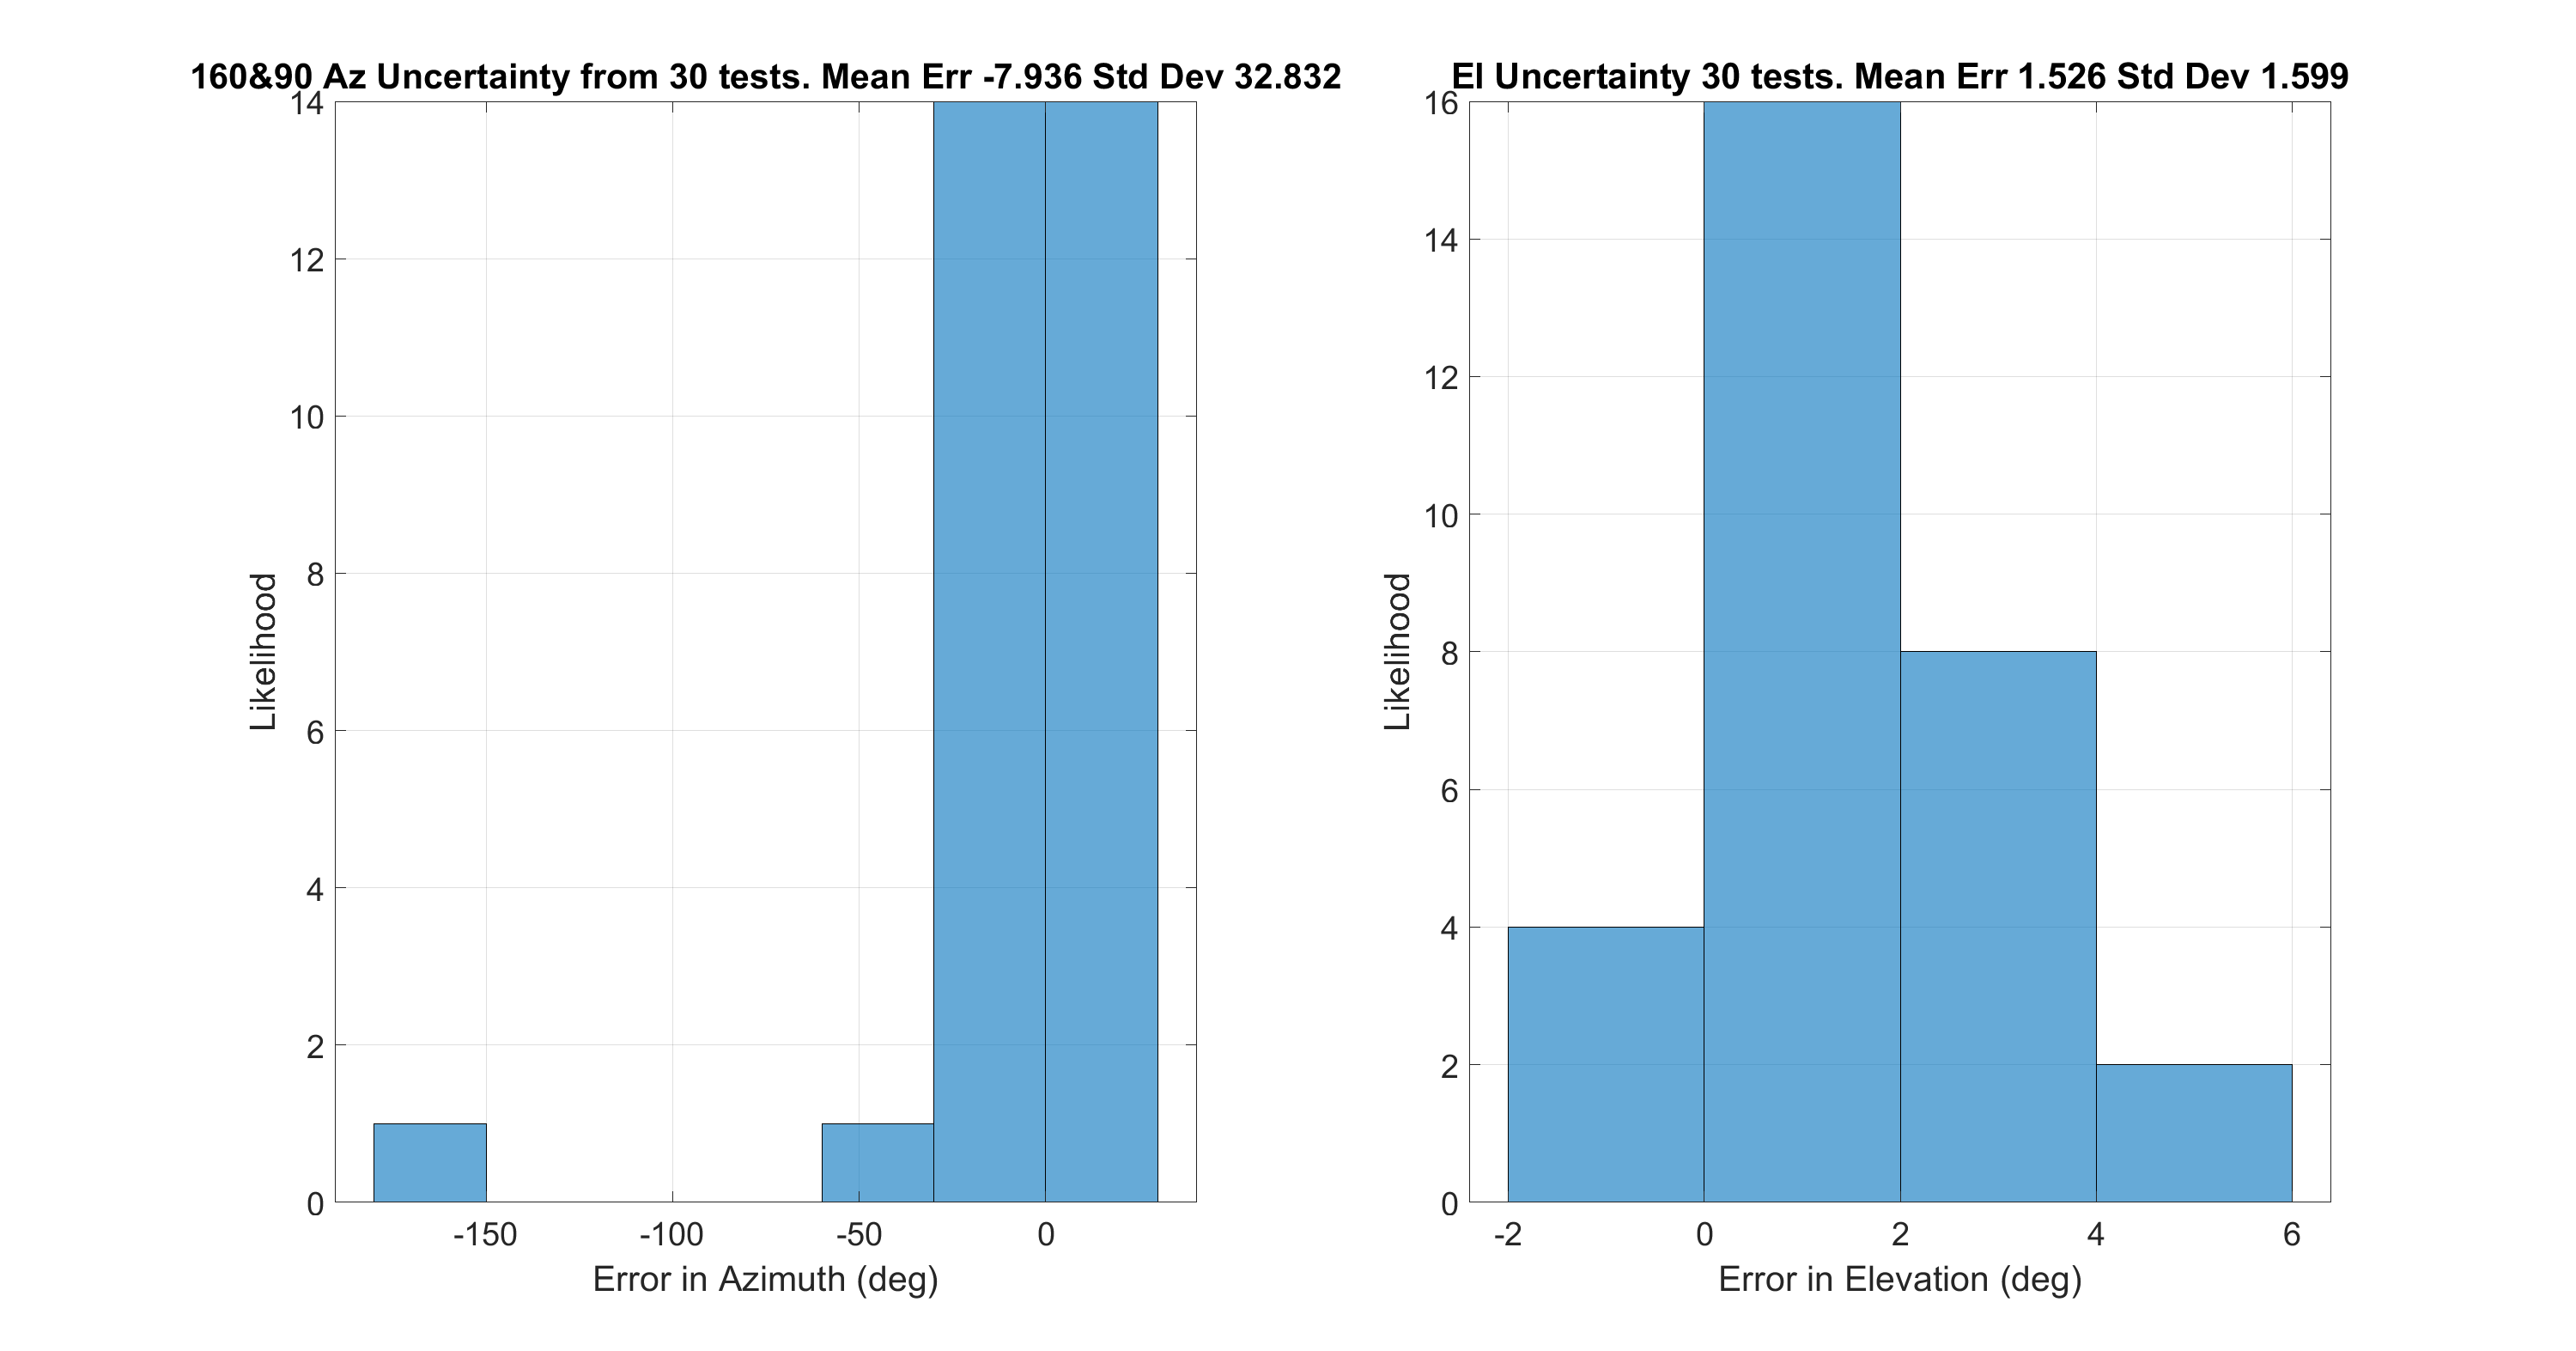 160&90 Az Uncertainty from 30 tests. Mean Err -7.936 Std Dev 32.832
14
12
10
8
6
4
2
0
Likelihood
-150 -100 -50 0
Error in Azimuth (deg)
El Uncertainty 30 tests. Mean Err 1.526 Std Dev 1.599
16
14
12
10
8
6
4
2
0
Likelihood
-2 0 2 4 6
Error in Elevation (deg)